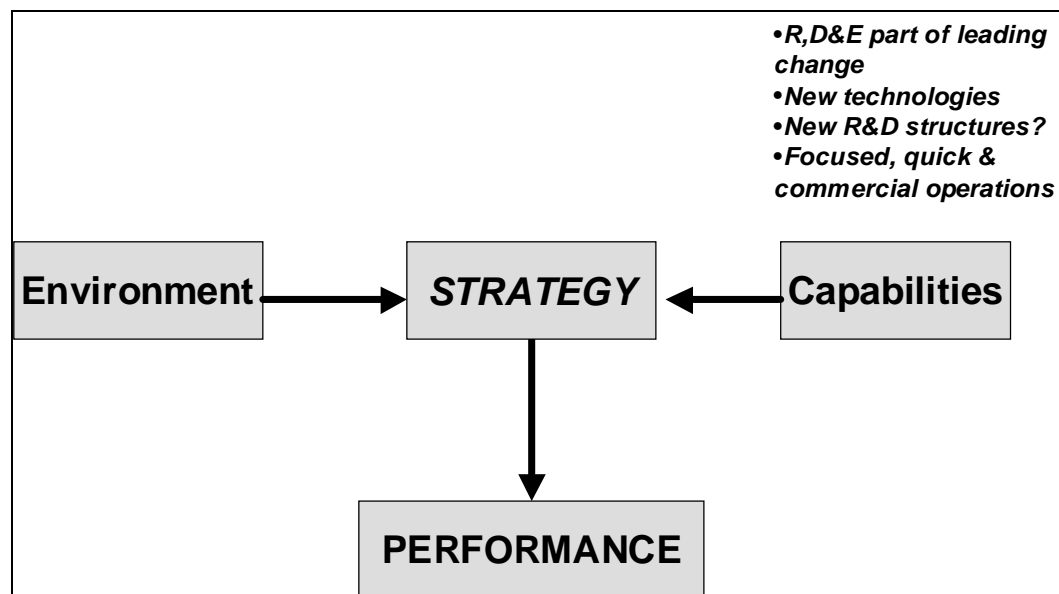 •R,D&E part of leading
change
•New technologies
•New R&D structures?
•Focused, quick &
commercial operations
Environment
STRATEGY
Capabilities
PERFORMANCE